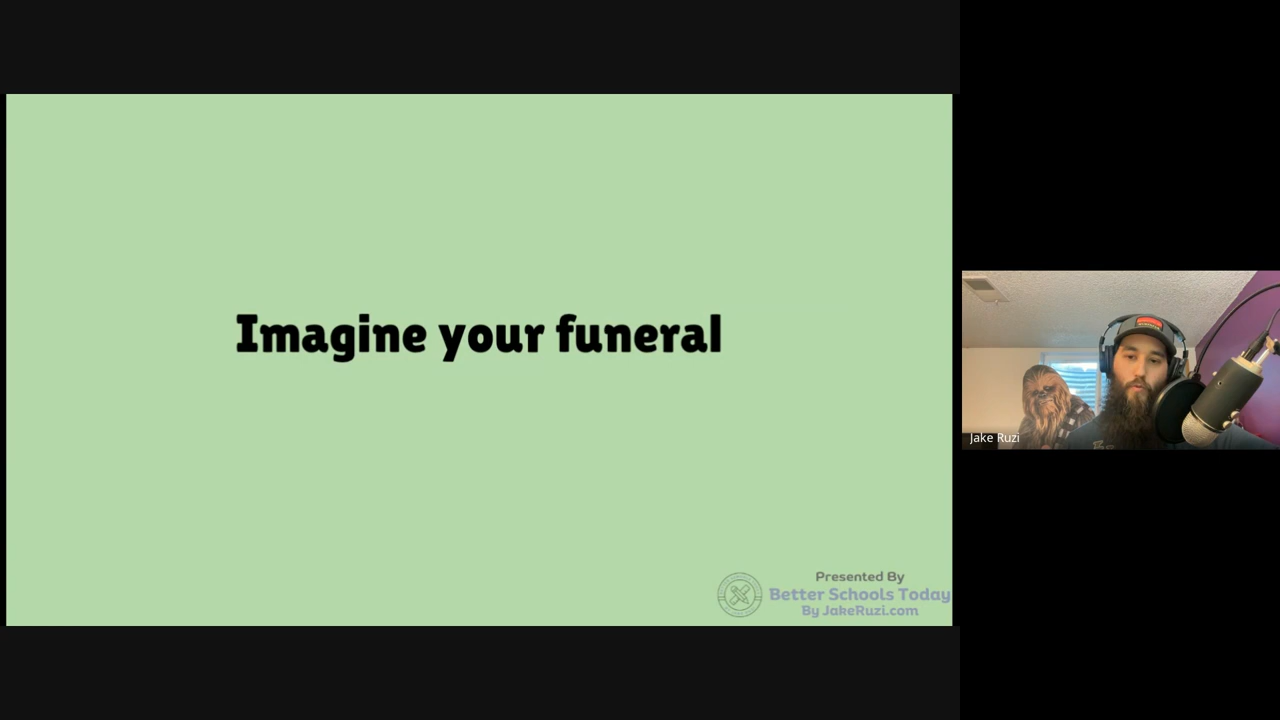 Imagine your funeral
Presented By
Better Schools Today
By JakeRuzi.com
Jake Ruzi